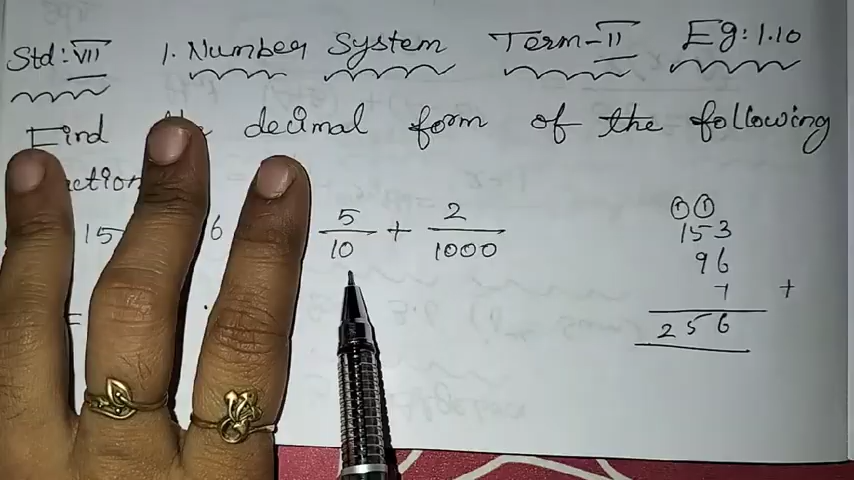 Std: VII 1. Number System Term-II Eg: 1.10
Find decimal form of the following
15 6 5/10 + 2/1000
=
1 1
153
96
7 +
256